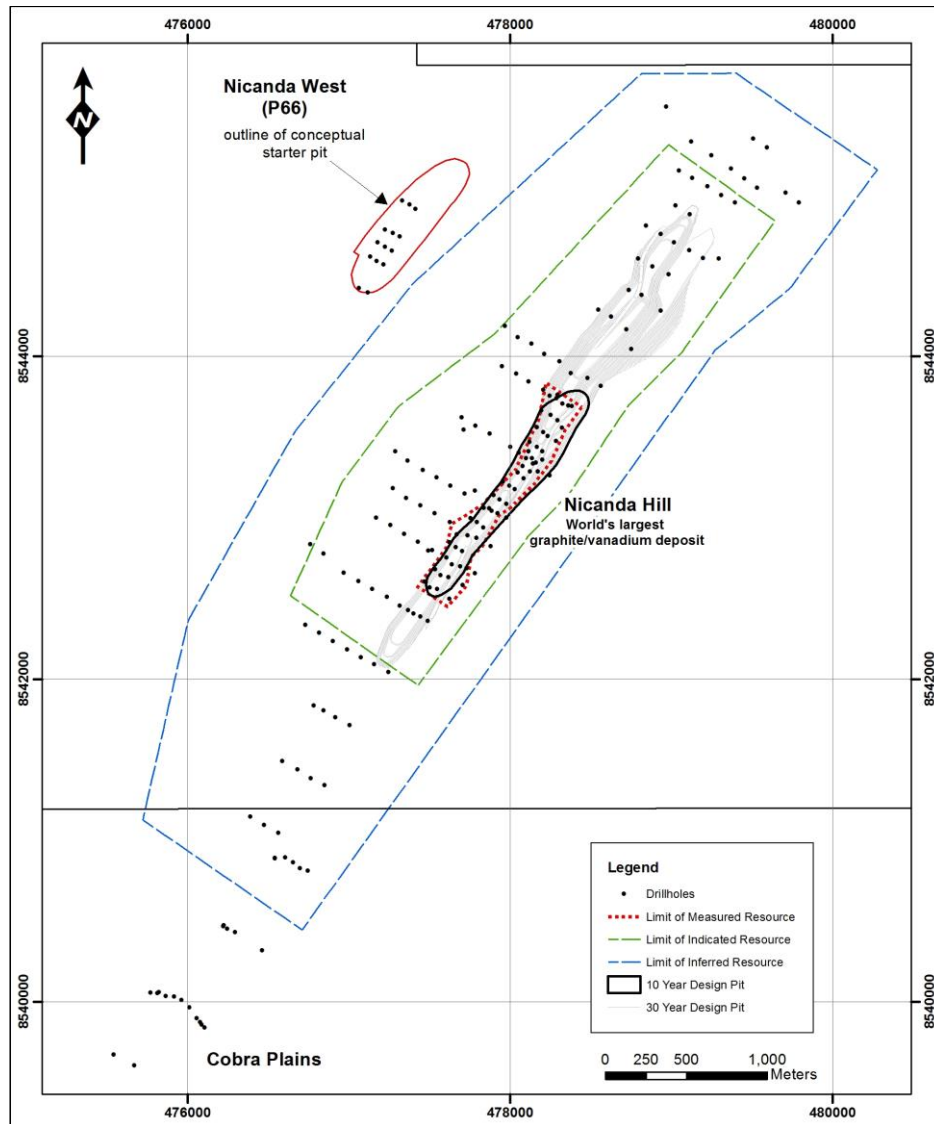 476000
478000
480000
N
Nicanda West
(P66)
outline of conceptual
starter pit
8544000
8544000
Nicanda Hill
World's largest
graphite/vanadium deposit
8542000
8542000
Legend
Drillholes
Limit of Measured Resource
Limit of Indicated Resource
Limit of Inferred Resource
10 Year Design Pit
30 Year Design Pit
8540000
8540000
Cobra Plains
0 250 500 1,000
Meters
476000
478000
480000